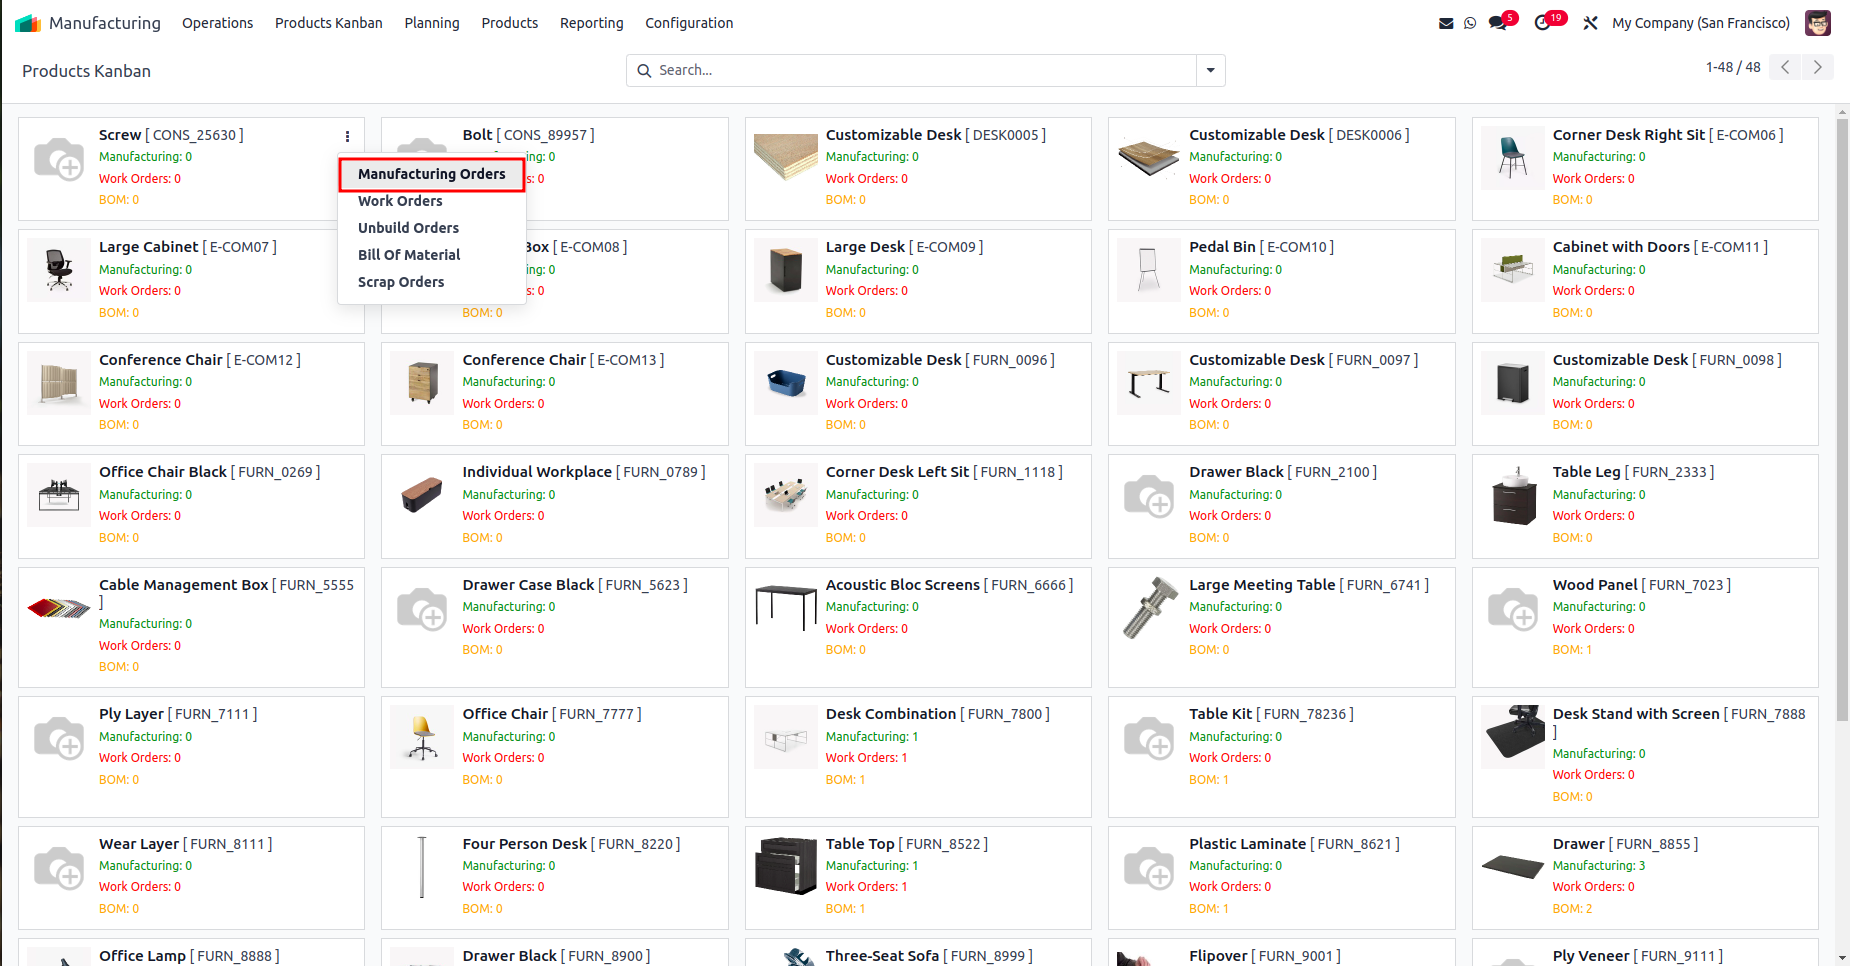 Manufacturing Operations Products Kanban Planning Products Reporting Configuration 5 19 My Company (San Francisco)
Products Kanban Search... 1-48 / 48
Screw [ CONS_25630 ]
Manufacturing: 0
Work Orders: 0
BOM: 0
Manufacturing Orders
Work Orders
Unbuild Orders
Bill Of Material
Scrap Orders
Bolt [ CONS_89957 ]
ing: 0
s: 0
Customizable Desk [ DESK0005 ]
Manufacturing: 0
Work Orders: 0
BOM: 0
Customizable Desk [ DESK0006 ]
Manufacturing: 0
Work Orders: 0
BOM: 0
Corner Desk Right Sit [ E-COM06 ]
Manufacturing: 0
Work Orders: 0
BOM: 0
Large Cabinet [ E-COM07 ]
Manufacturing: 0
Work Orders: 0
BOM: 0
Box [ E-COM08 ]
ing: 0
s: 0
BOM: 0
Large Desk [ E-COM09 ]
Manufacturing: 0
Work Orders: 0
BOM: 0
Pedal Bin [ E-COM10 ]
Manufacturing: 0
Work Orders: 0
BOM: 0
Cabinet with Doors [ E-COM11 ]
Manufacturing: 0
Work Orders: 0
BOM: 0
Conference Chair [ E-COM12 ]
Manufacturing: 0
Work Orders: 0
BOM: 0
Conference Chair [ E-COM13 ]
Manufacturing: 0
Work Orders: 0
BOM: 0
Customizable Desk [ FURN_0096 ]
Manufacturing: 0
Work Orders: 0
BOM: 0
Customizable Desk [ FURN_0097 ]
Manufacturing: 0
Work Orders: 0
BOM: 0
Customizable Desk [ FURN_0098 ]
Manufacturing: 0
Work Orders: 0
BOM: 0
Office Chair Black [ FURN_0269 ]
Manufacturing: 0
Work Orders: 0
BOM: 0
Individual Workplace [ FURN_0789 ]
Manufacturing: 0
Work Orders: 0
BOM: 0
Corner Desk Left Sit [ FURN_1118 ]
Manufacturing: 0
Work Orders: 0
BOM: 0
Drawer Black [ FURN_2100 ]
Manufacturing: 0
Work Orders: 0
BOM: 0
Table Leg [ FURN_2333 ]
Manufacturing: 0
Work Orders: 0
BOM: 0
Cable Management Box [ FURN_5555
]
Manufacturing: 0
Work Orders: 0
BOM: 0
Drawer Case Black [ FURN_5623 ]
Manufacturing: 0
Work Orders: 0
BOM: 0
Acoustic Bloc Screens [ FURN_6666 ]
Manufacturing: 0
Work Orders: 0
BOM: 0
Large Meeting Table [ FURN_6741 ]
Manufacturing: 0
Work Orders: 0
BOM: 0
Wood Panel [ FURN_7023 ]
Manufacturing: 0
Work Orders: 0
BOM: 1
Ply Layer [ FURN_7111 ]
Manufacturing: 0
Work Orders: 0
BOM: 0
Office Chair [ FURN_7777 ]
Manufacturing: 0
Work Orders: 0
BOM: 0
Desk Combination [ FURN_7800 ]
Manufacturing: 1
Work Orders: 1
BOM: 1
Table Kit [ FURN_78236 ]
Manufacturing: 0
Work Orders: 0
BOM: 1
Desk Stand with Screen [ FURN_7888
]
Manufacturing: 0
Work Orders: 0
BOM: 0
Wear Layer [ FURN_8111 ]
Manufacturing: 0
Work Orders: 0
BOM: 0
Four Person Desk [ FURN_8220 ]
Manufacturing: 0
Work Orders: 0
BOM: 0
Table Top [ FURN_8522 ]
Manufacturing: 1
Work Orders: 1
BOM: 1
Plastic Laminate [ FURN_8621 ]
Manufacturing: 0
Work Orders: 0
BOM: 1
Drawer [ FURN_8855 ]
Manufacturing: 3
Work Orders: 0
BOM: 2
Office Lamp [ FURN_8888 ]
Drawer Black [ FURN_8900 ]
Three-Seat Sofa [ FURN_8999 ]
Flipover [ FURN_9001 ]
Ply Veneer [ FURN_9111 ]